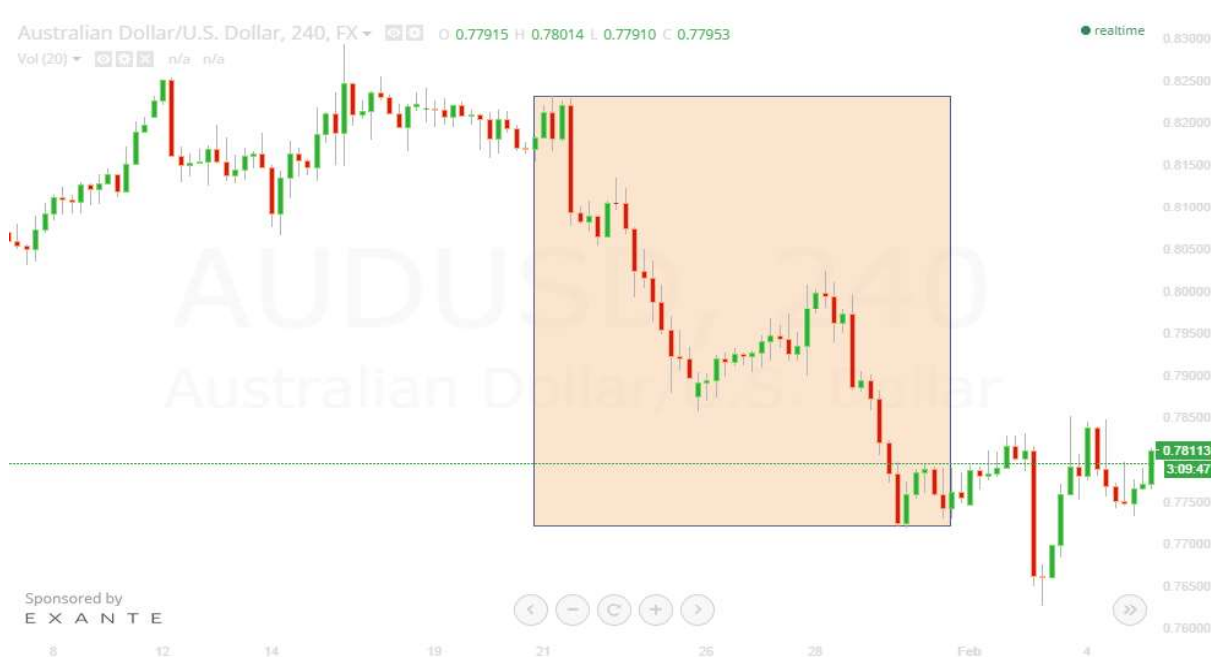 Australian Dollar/U.S. Dollar, 240, FX O 0.77915 H 0.78014 L 0.77910 C 0.77953
realtime
Vol (20) n/a n/a
0.83000
0.82500
0.82000
0.81500
0.81000
0.80500
AUDUSD, 240
0.80000
0.79500
Australian Dollar/U.S. Dollar
0.79000
0.78500
0.78113
3:09:47
0.77500
0.77000
0.76500
Sponsored by
EXANTE
0.76000
8 12 14 19 21 26 28 Feb 4